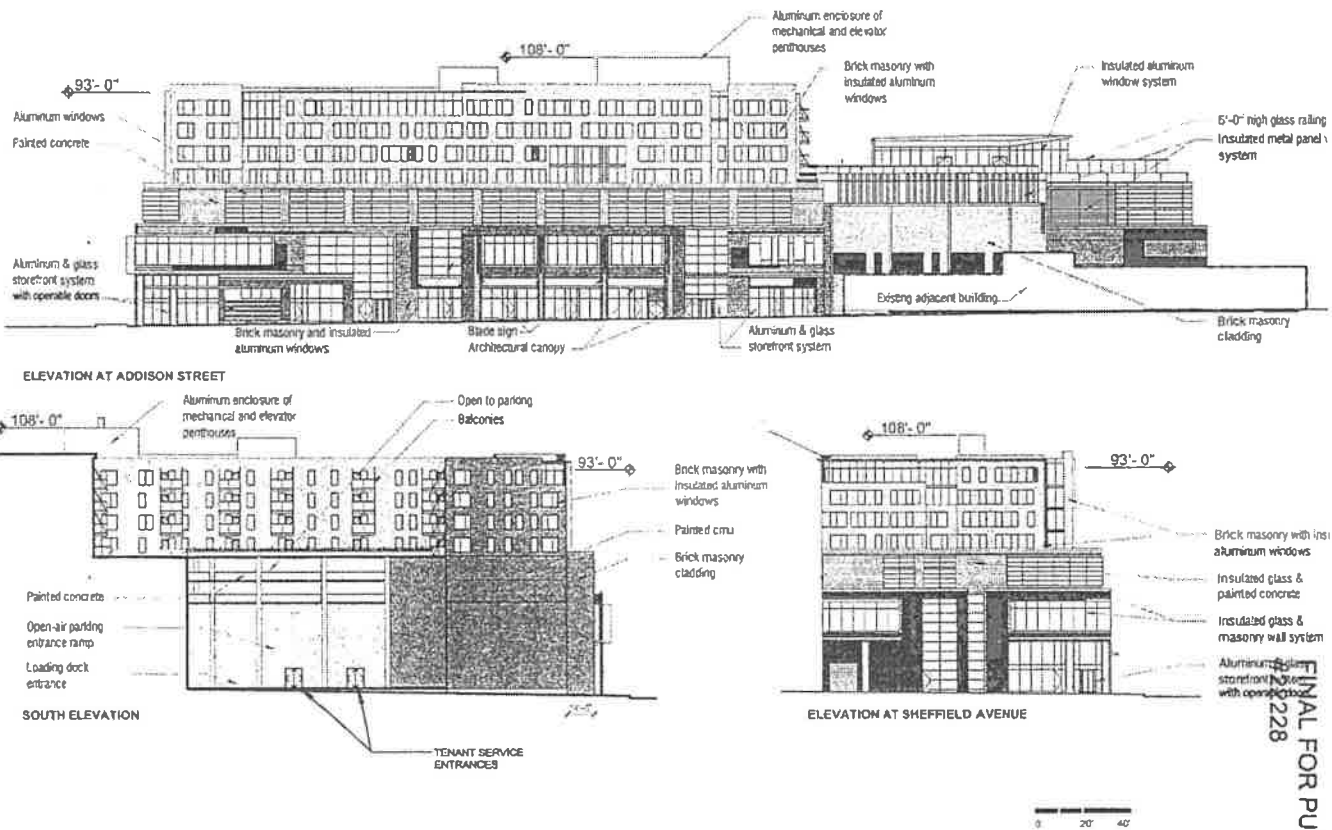 Aluminum enclosure of
mechanical and elevator
penthouses
108'- 0"
Brick masonry with
insulated aluminum
windows
Insulated aluminum
window system
93'- 0"
Aluminum windows
Painted concrete
6'-0" high glass railing
Insulated metal panel
system
Aluminum & glass
storefront system
with operable doors
Existing adjacent building
Brick masonry and insulated
aluminum windows
Blade sign
Architectural canopy
Aluminum & glass
storefront system
Brick masonry
cladding
ELEVATION AT ADDISON STREET
108'- 0"
Aluminum enclosure of
mechanical and elevator
penthouses
Open to parking
Balconies
93'- 0"
Brick masonry with
insulated aluminum
windows
Painted cmu
Brick masonry
cladding
Painted concrete
Open-air parking
entrance ramp
Loading dock
entrance
SOUTH ELEVATION
TENANT SERVICE
ENTRANCES
108'- 0"
93'- 0"
Brick masonry with
aluminum windows
Insulated glass &
painted concrete
Insulated glass &
masonry wall system
Aluminum
storefront
with
ELEVATION AT SHEFFIELD AVENUE
FINAL FOR PU
0 20' 40'